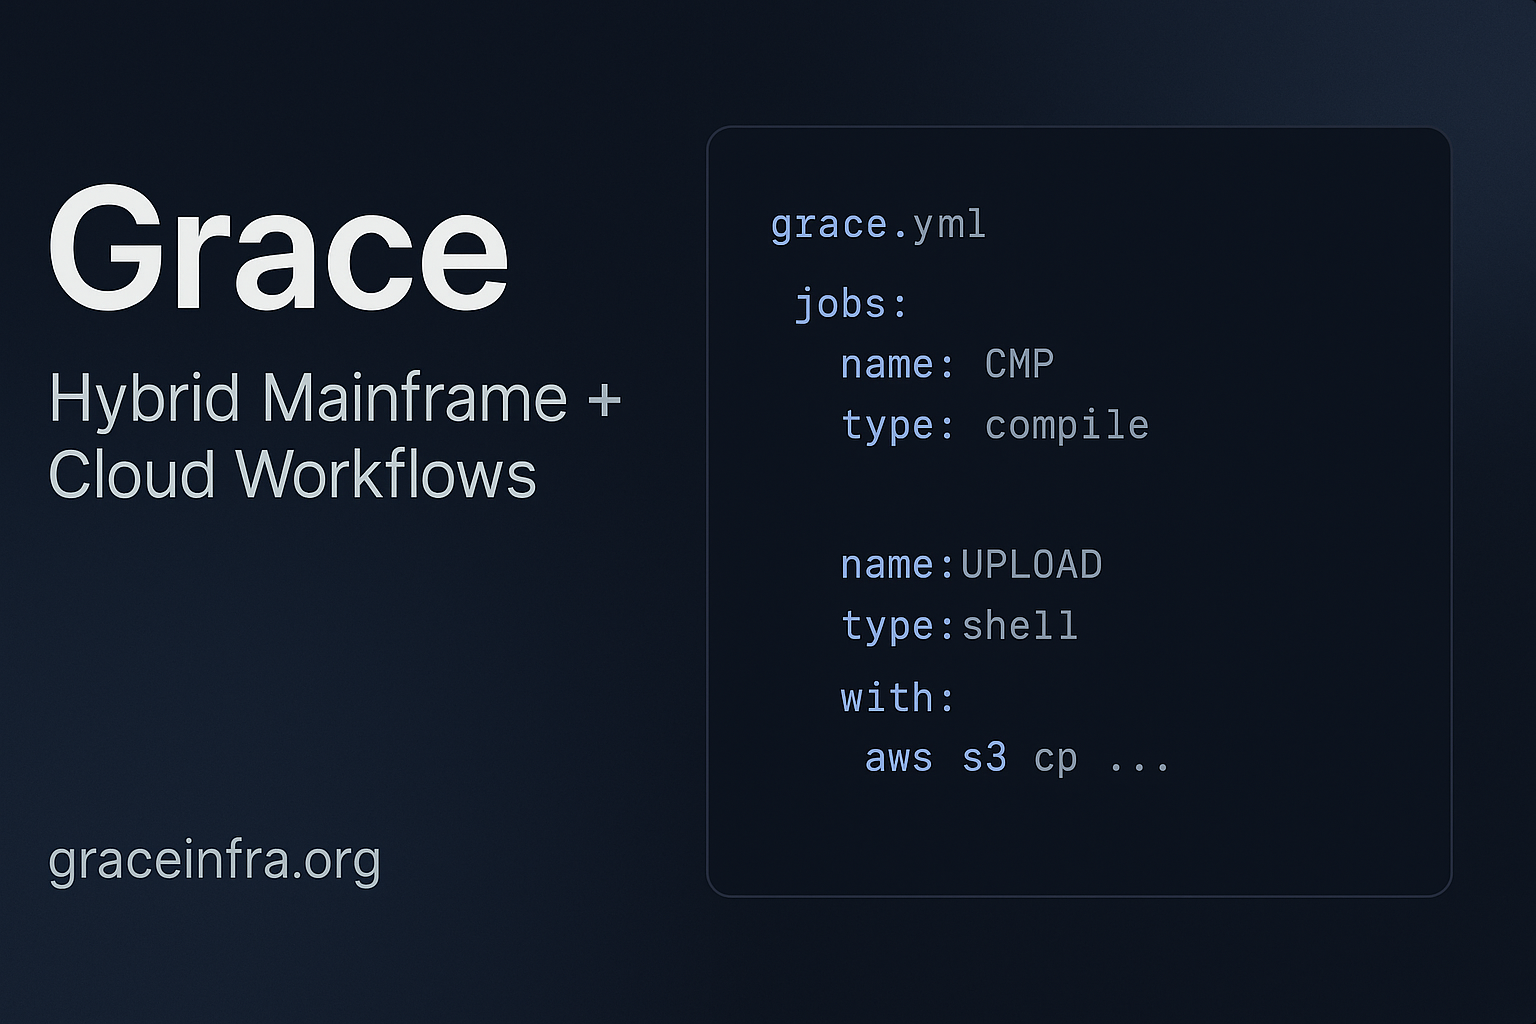 Grace
Hybrid Mainframe +
Cloud Workflows
graceinfra.org
grace.yml
jobs:
name: CMP
type: compile
name:UPLOAD
type:shell
with:
aws s3 cp ...